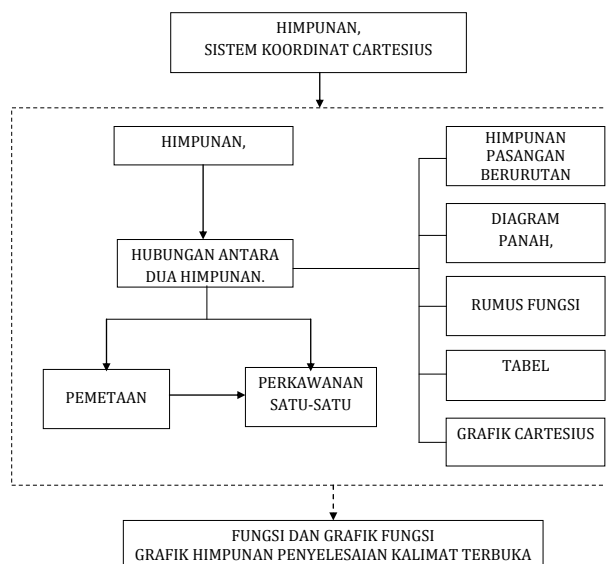 HIMPUNAN,
SISTEM KOORDINAT CARTESIUS
HIMPUNAN,
HUBUNGAN ANTARA
DUA HIMPUNAN.
PEMETAAN
PERKAWANAN
SATU-SATU
HIMPUNAN
PASANGAN
BERURUTAN
DIAGRAM
PANAH,
RUMUS FUNGSI
TABEL
GRAFIK CARTESIUS
FUNGSI DAN GRAFIK FUNGSI
GRAFIK HIMPUNAN PENYELESAIAN KALIMAT TERBUKA